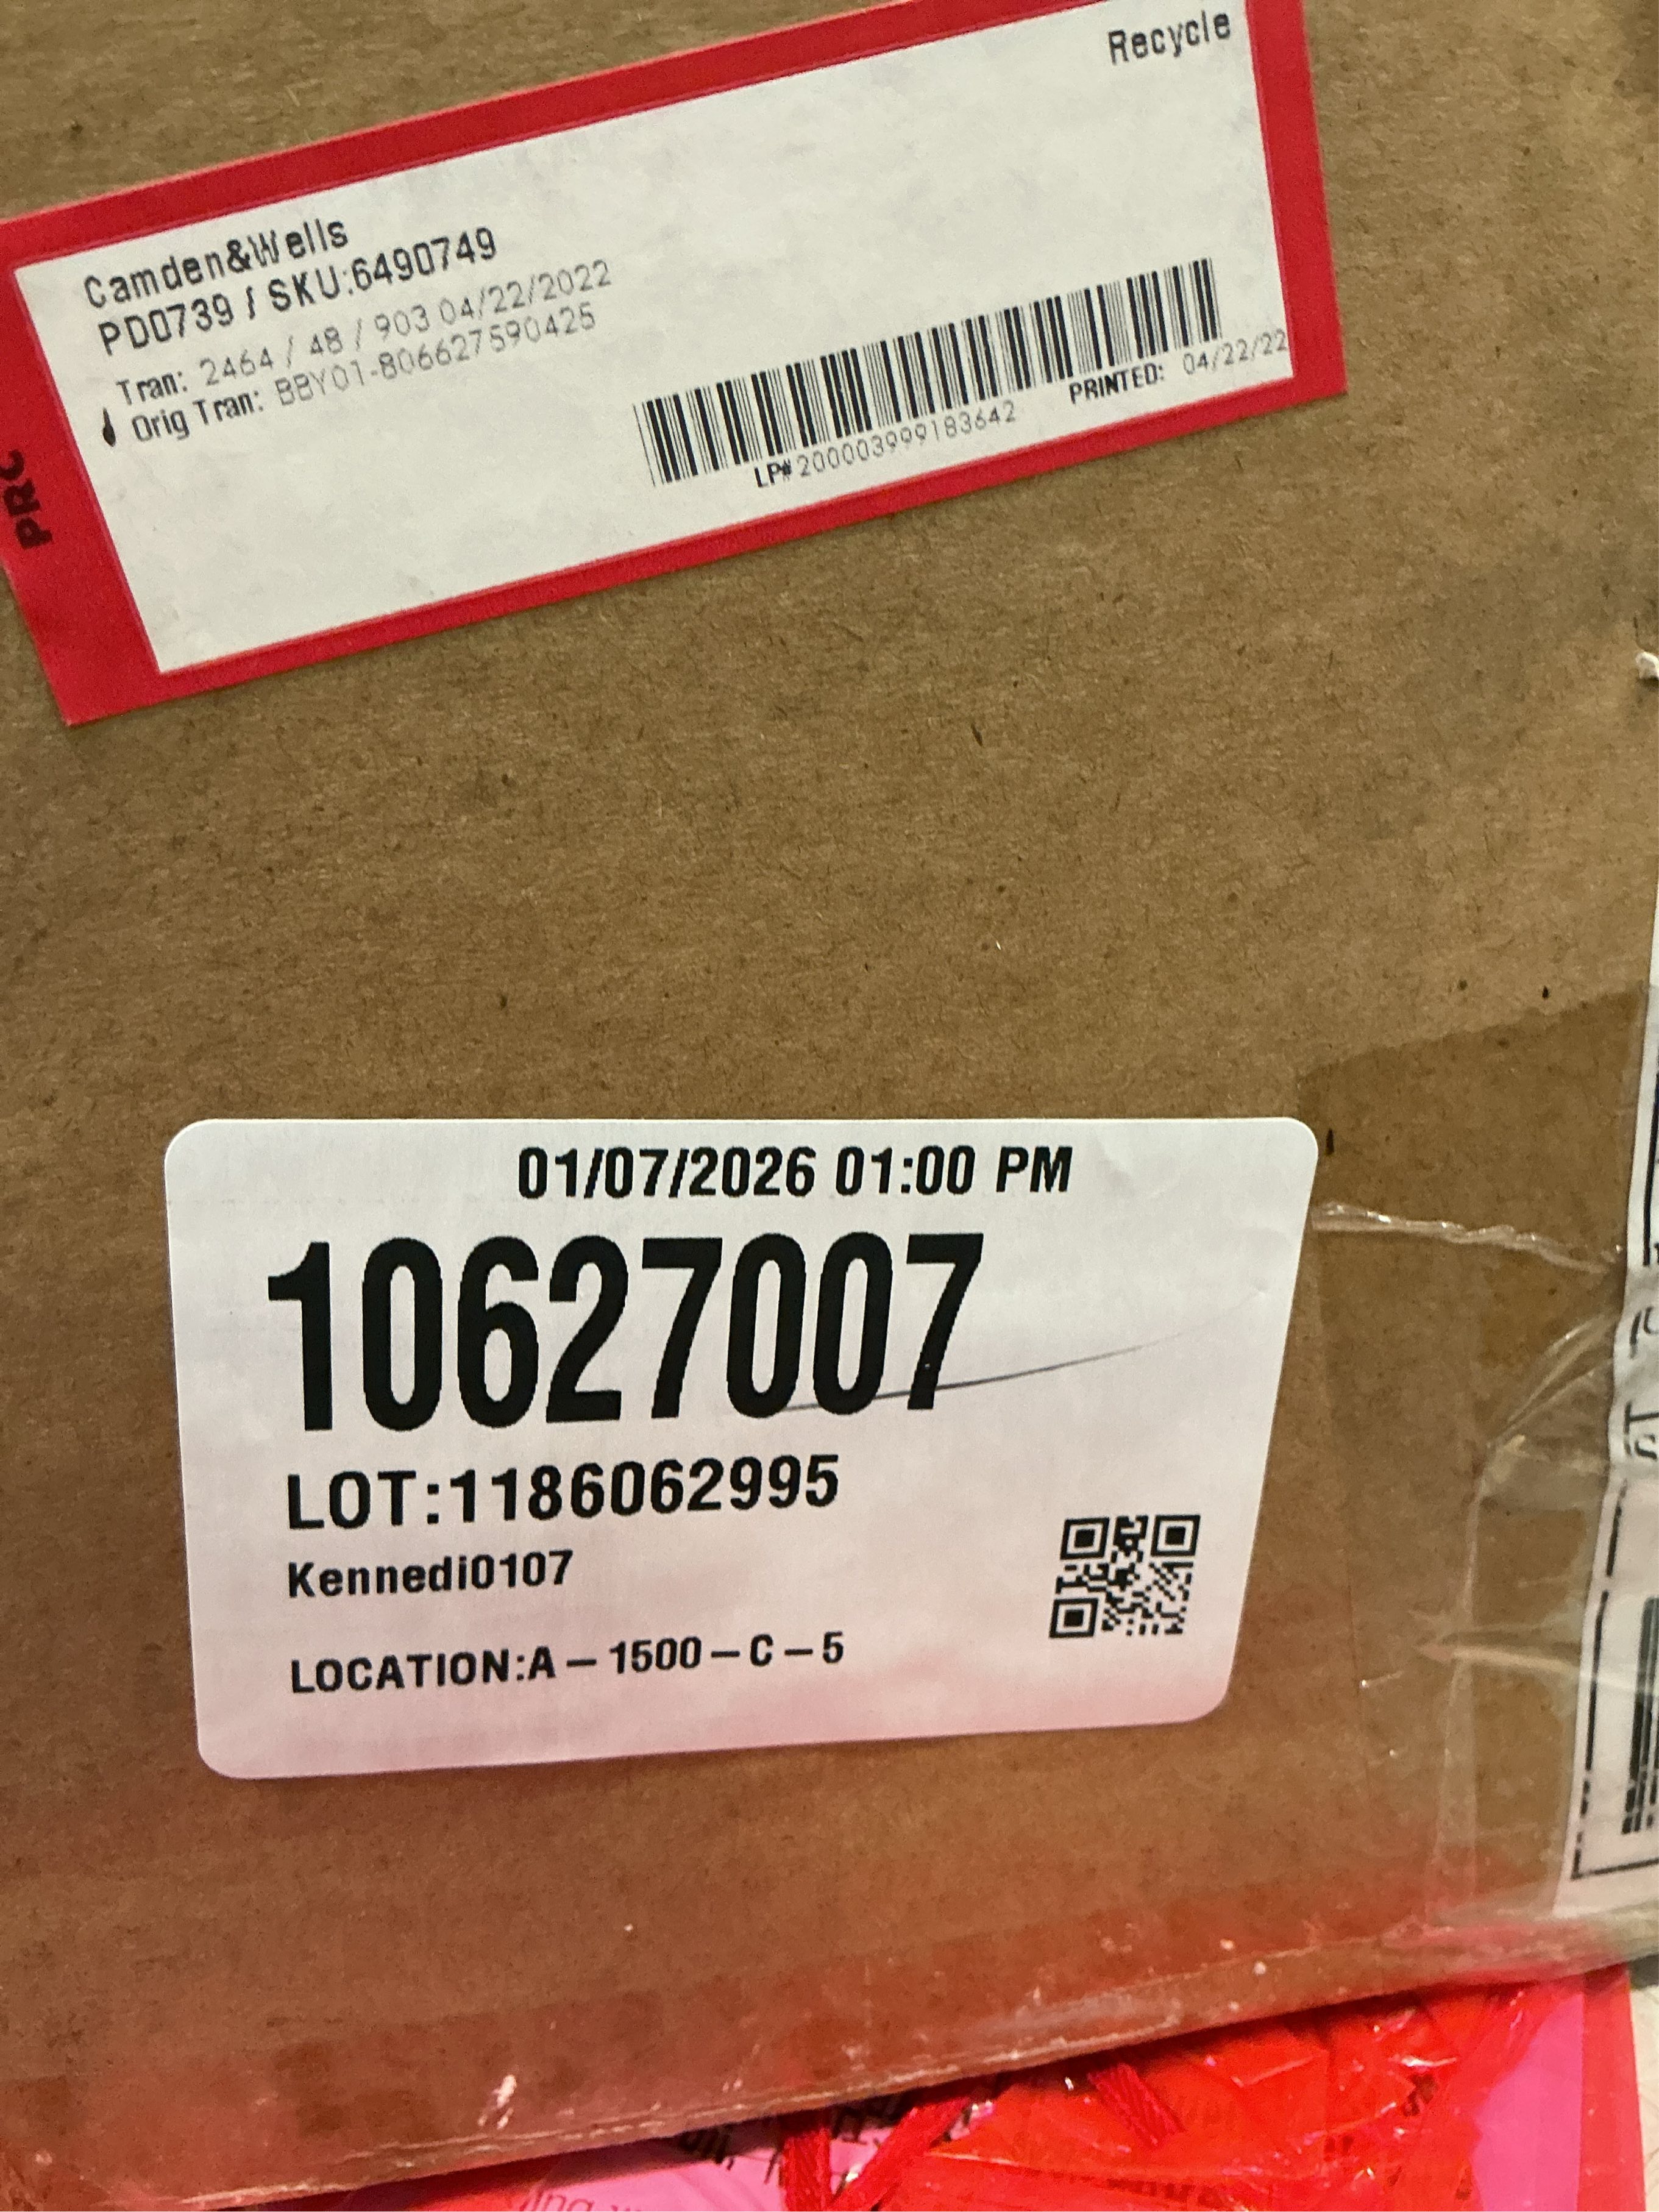 Recycle
Camden&Wells
PD0739 / SKU:6490749
Tran: 2464 / 48 / 903 04/22/2022
Orig Tran: BBY01-806627590425
LP# 200003999183642
PRINTED: 04/22/22
PRC
01/07/2026 01:00 PM
10627007
LOT:1186062995
Kennedi0107
LOCATION:A – 1500 – C – 5